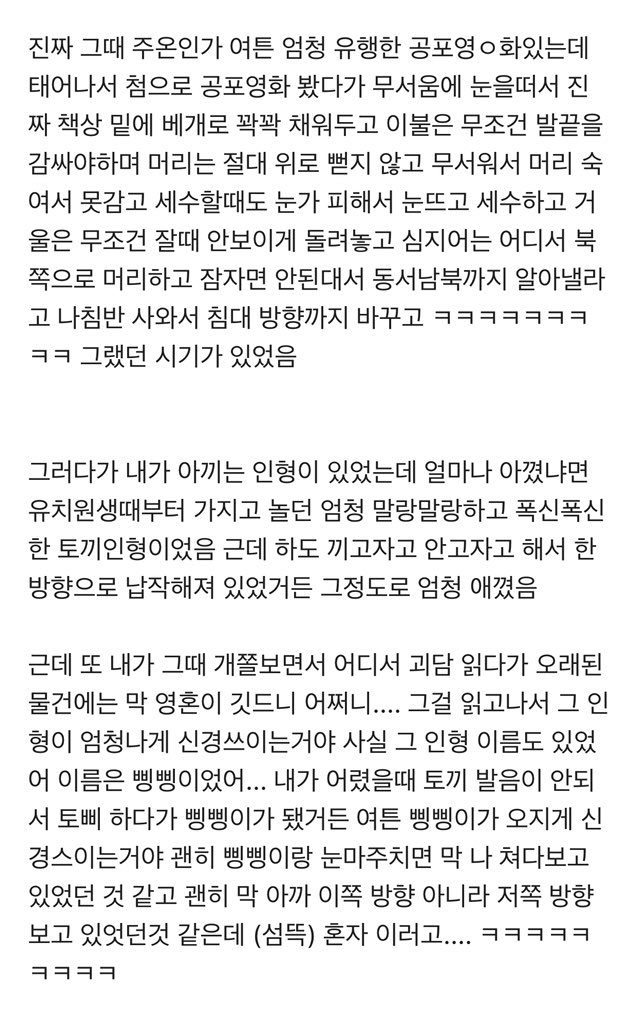 진짜 그때 주온인가 여튼 엄청 유행한 공포영ㅇ화있는데
태어나서 첨으로 공포영화 봤다가 무서움에 눈을떠서 진
짜 책상 밑에 베개로 꽉꽉 채워두고 이불은 무조건 발끝을
감싸야하며 머리는 절대 위로 뻗지 않고 무서워서 머리 숙
여서 못감고 세수할때도 눈가 피해서 눈뜨고 세수하고 거
울은 무조건 잘때 안보이게 돌려놓고 심지어는 어디서 북
쪽으로 머리하고 잠자면 안된대서 동서남북까지 알아낼라
고 나침반 사와서 침대 방향까지 바꾸고 ㅋㅋㅋㅋㅋㅋㅋ
ㅋㅋ 그랬던 시기가 있었음
그러다가 내가 아끼는 인형이 있었는데 얼마나 아꼈냐면
유치원생때부터 가지고 놀던 엄청 말랑말랑하고 폭신폭신
한 토끼인형이었음 근데 하도 끼고자고 안고자고 해서 한
방향으로 납작해져 있었거든 그정도로 엄청 애꼈음
근데 또 내가 그때 개쫄보면서 어디서 괴담 읽다가 오래된
물건에는 막 영혼이 깃드니 어쩌니.... 그걸 읽고나서 그 인
형이 엄청나게 신경쓰이는거야 사실 그 인형 이름도 있었
어 이름은 삥삥이었어... 내가 어렸을때 토끼 발음이 안되
서 토삐 하다가 삥삥이가 됐거든 여튼 삥삥이가 오지게 신
경스이는거야 괜히 삥삥이랑 눈마주치면 막 나 쳐다보고
있었던 것 같고 괜히 막 아까 이쪽 방향 아니라 저쪽 방향
보고 있엇던것 같은데 (섬뜩) 혼자 이러고.... ㅋㅋㅋㅋㅋ
ㅋㅋㅋㅋ